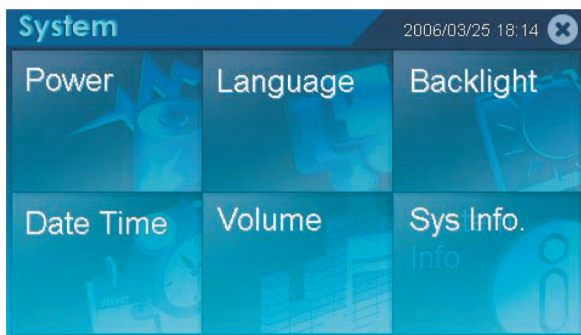 System
2006/03/25 18:14
Power
Language
Backlight
Date Time
Volume
Sys Info.
Info